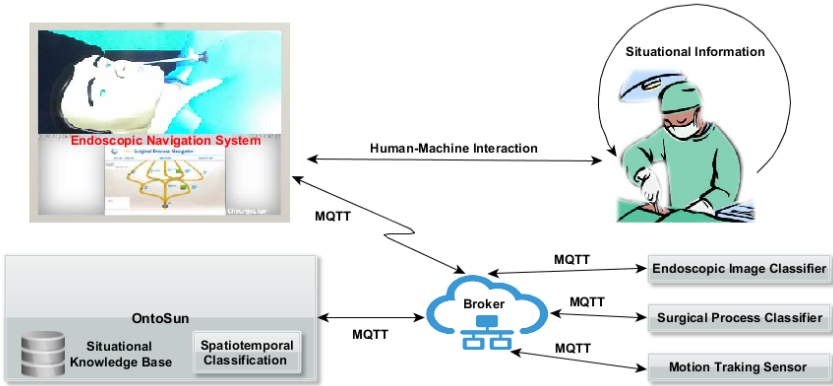 Situational Information
Endoscopic Navigation System
Surgical Process Navigator
Human-Machine Interaction
MQTT
MQTT
Endoscopic Image Classifier
Broker
MQTT
Surgical Process Classifier
OntoSun
MQTT
Situational
Knowledge Base
Spatiotemporal
Classification
MQTT
Motion Traking Sensor